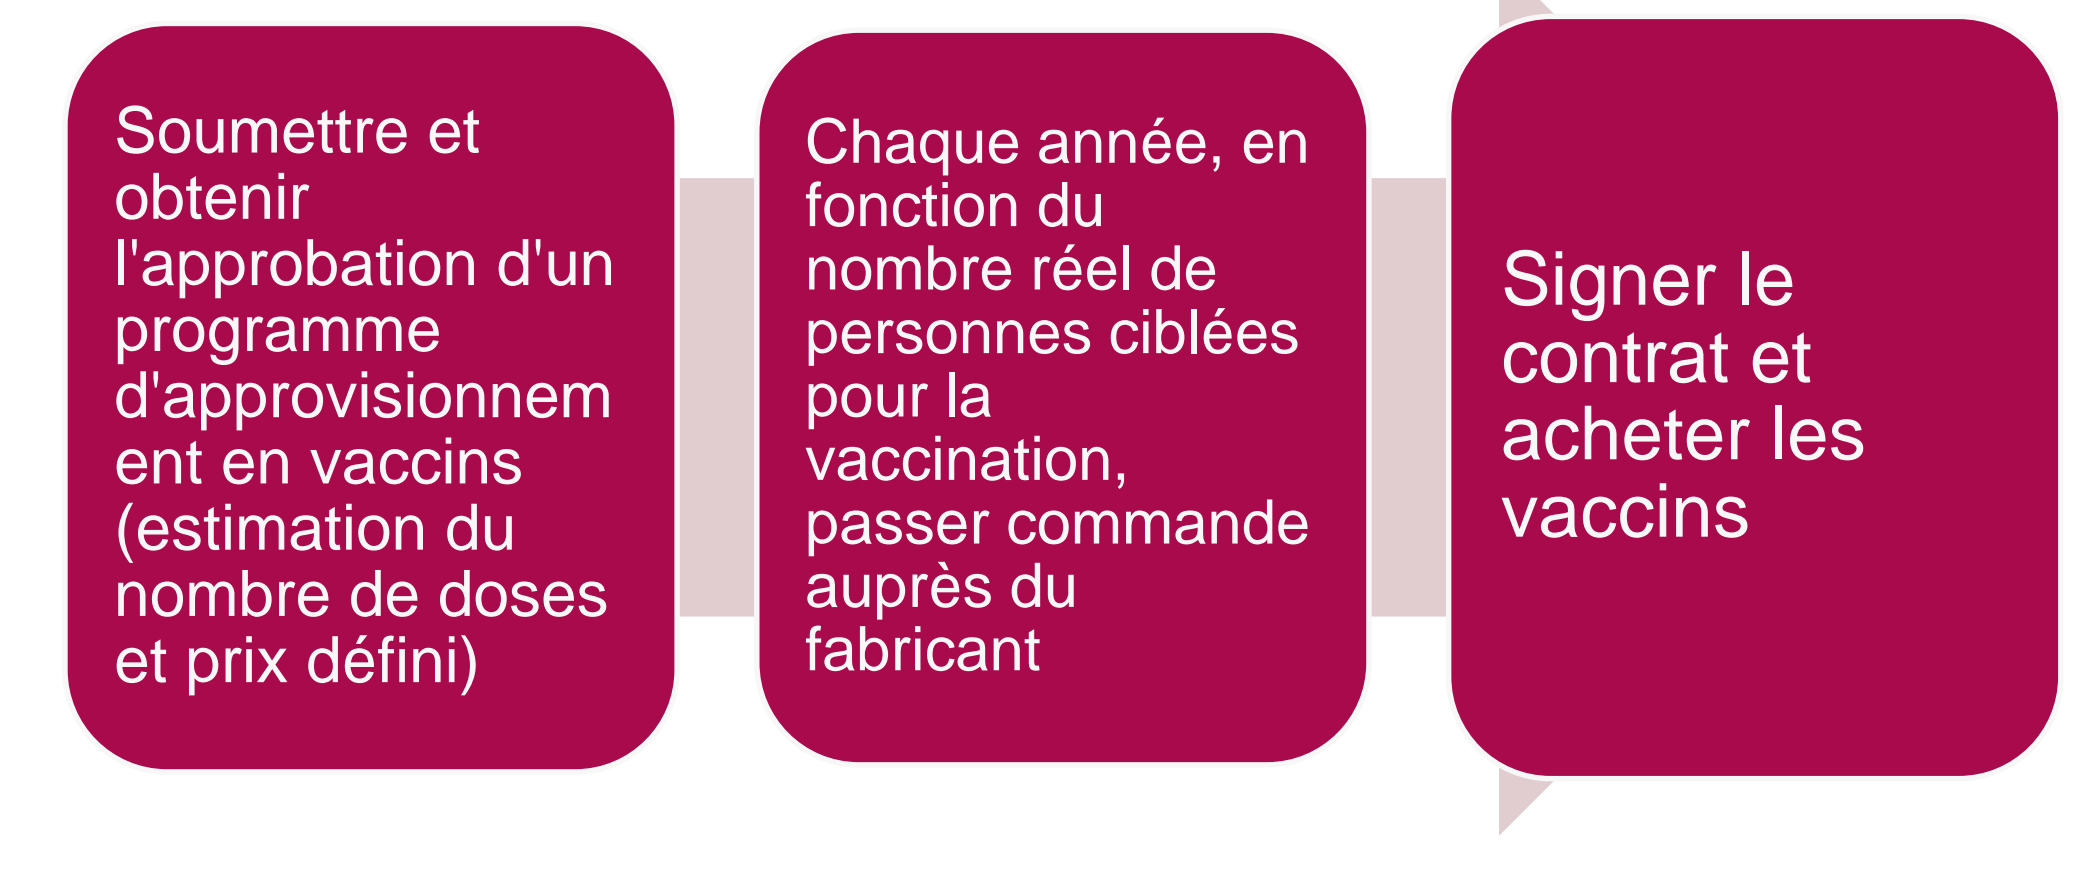 Soumettre et
obtenir
l'approbation d'un
programme
d'approvisionnem
ent en vaccins
(estimation du
nombre de doses
et prix défini)
Chaque année, en
fonction du
nombre réel de
personnes ciblées
pour la
vaccination,
passer commande
auprès du
fabricant
Signer le
contrat et
acheter les
vaccins